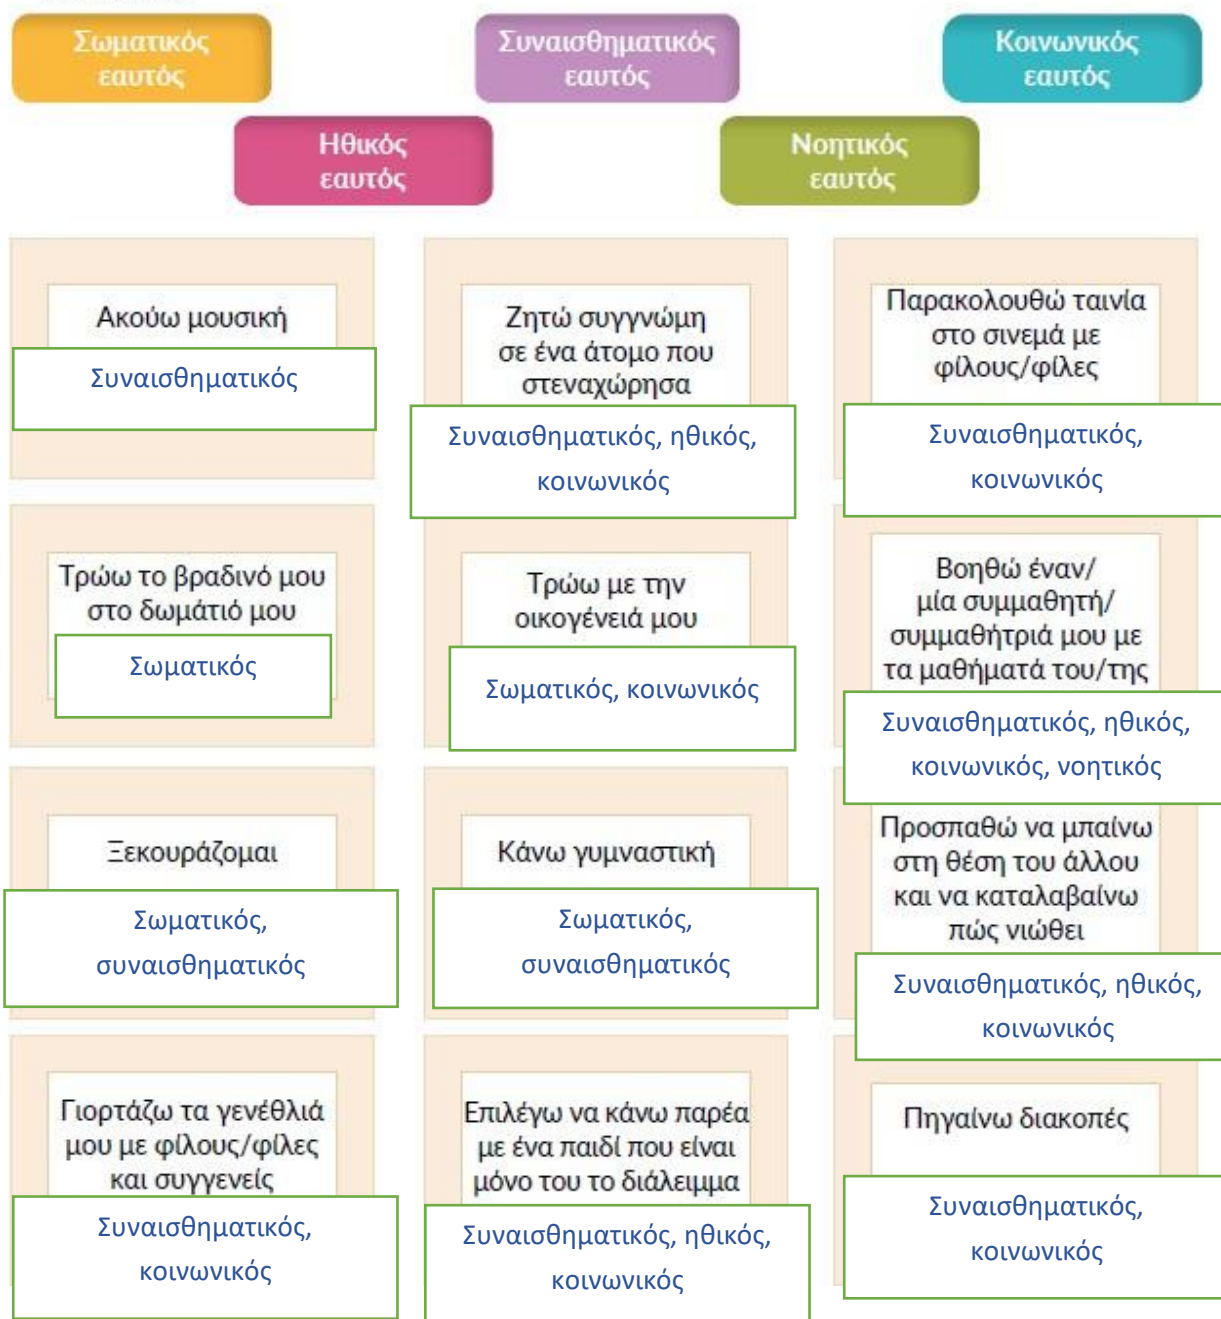 Σωματικός
εαυτός
Συναισθηματικός
εαυτός
Κοινωνικός
εαυτός
Ηθικός
εαυτός
Νοητικός
εαυτός
Ακούω μουσική
Συναισθηματικός
Ζητώ συγγνώμη
σε ένα άτομο που
στεναχώρησα
Συναισθηματικός, ηθικός,
κοινωνικός
Παρακολουθώ ταινία
στο σινεμά με
φίλους/φίλες
Συναισθηματικός,
κοινωνικός
Τρώω το βραδινό μου
στο δωμάτιό μου
Σωματικός
Τρώω με την
οικογένειά μου
Σωματικός, κοινωνικός
Βοηθώ έναν/
μία συμμαθητή/
συμμαθήτριά μου με
τα μαθήματά του/της
Συναισθηματικός, ηθικός,
κοινωνικός, νοητικός
Ξεκουράζομαι
Σωματικός,
συναισθηματικός
Κάνω γυμναστική
Σωματικός,
συναισθηματικός
Προσπαθώ να μπαίνω
στη θέση του άλλου
και να καταλαβαίνω
πώς νιώθει
Συναισθηματικός, ηθικός,
κοινωνικός
Γιορτάζω τα γενέθλιά
μου με φίλους/φίλες
και συγγενείς
Συναισθηματικός,
κοινωνικός
Επιλέγω να κάνω παρέα
με ένα παιδί που είναι
μόνο του το διάλειμμα
Συναισθηματικός, ηθικός,
κοινωνικός
Πηγαίνω διακοπές
Συναισθηματικός,
κοινωνικός